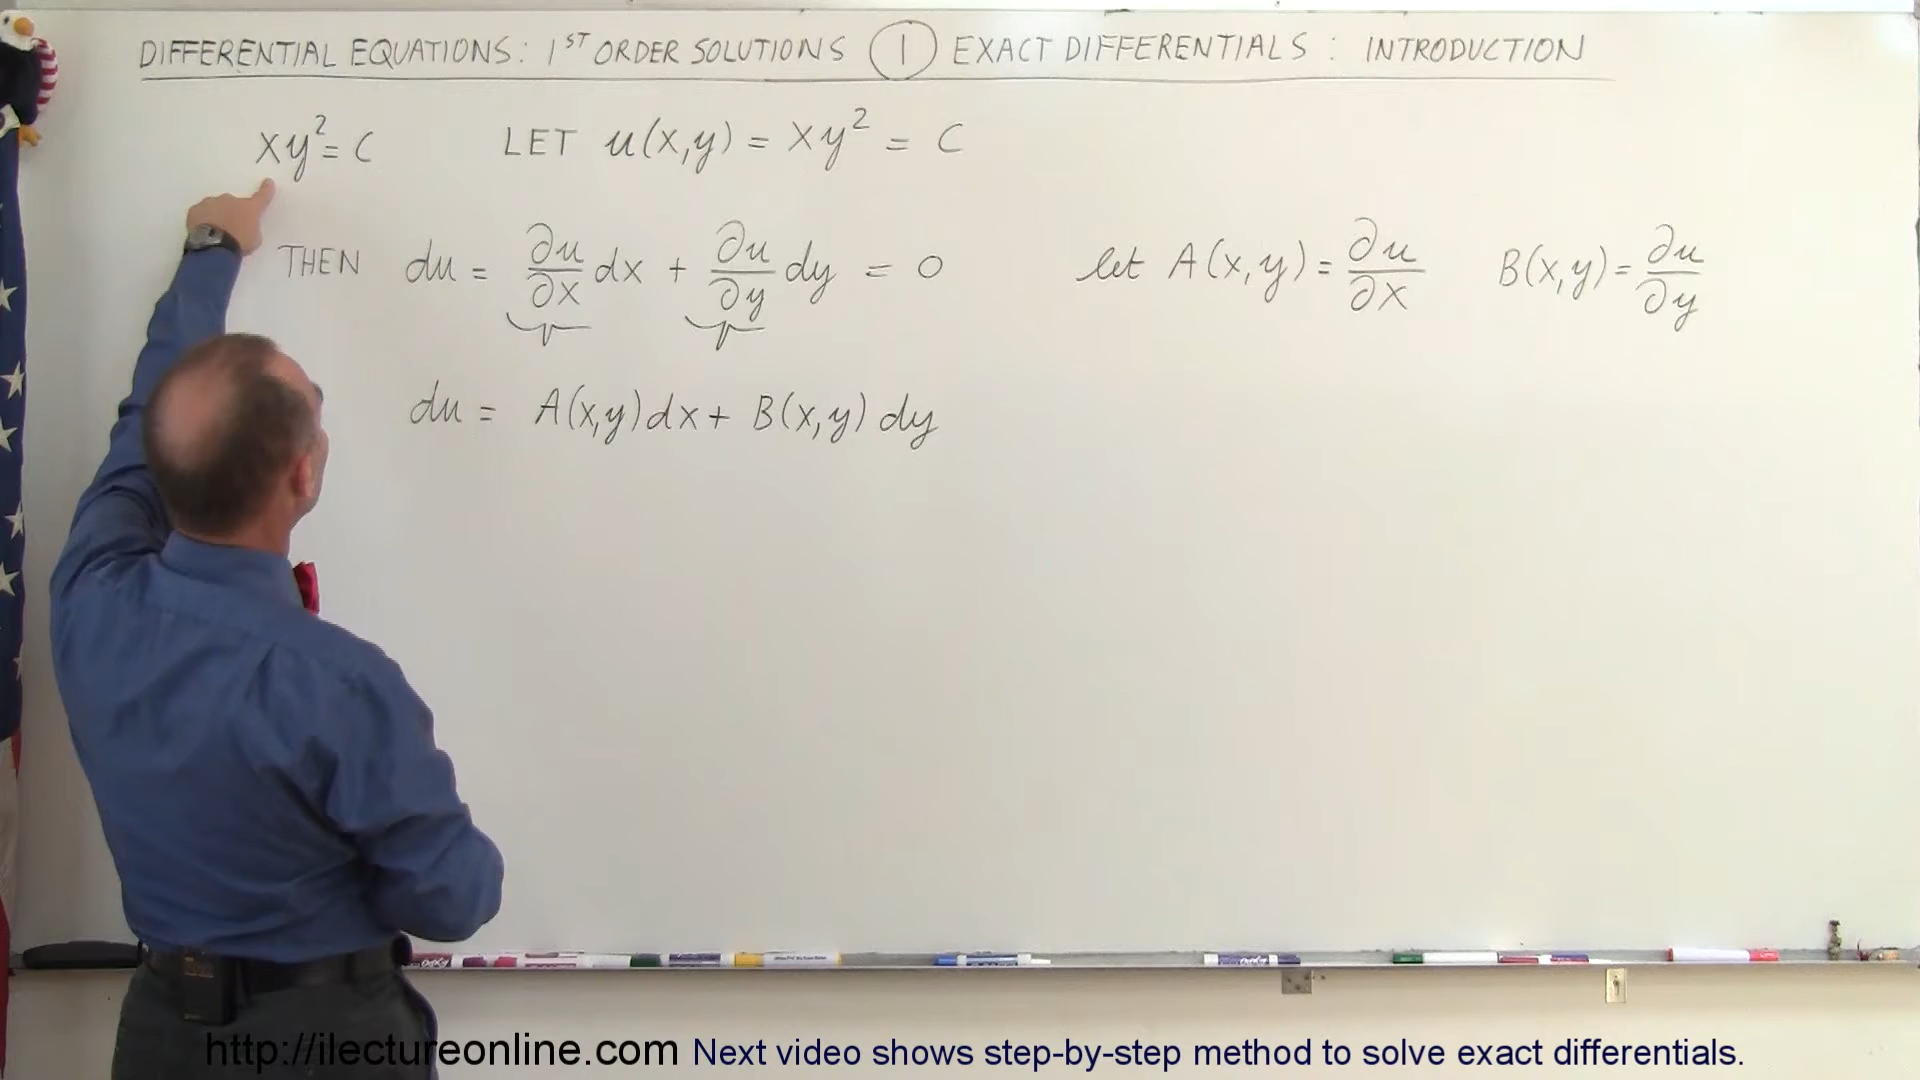 DIFFERENTIAL EQUATIONS: 1ST ORDER SOLUTIONS (1) EXACT DIFFERENTIALS: INTRODUCTION
xy² = C LET u(x,y) = xy² = C
THEN du = ∂u/∂x dx + ∂u/∂y dy = 0 let A(x,y) = ∂u/∂x B(x,y) = ∂u/∂y
du = A(x,y)dx + B(x,y) dy
http://ilectureonline.com Next video shows step-by-step method to solve exact differentials.